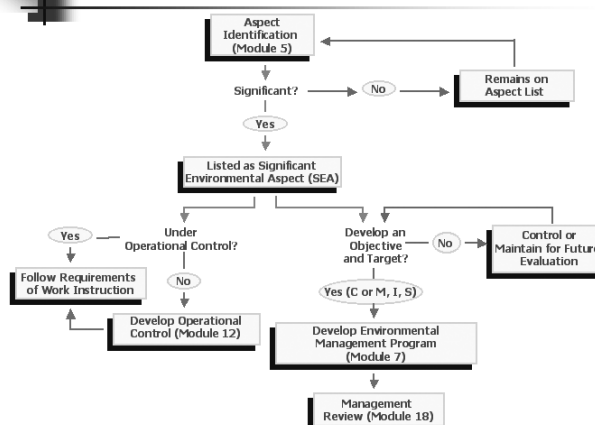 Aspect
Identification
(Module 5)
Significant?
No
Remains on
Aspect List
Yes
Listed as Significant
Environmental Aspect (SEA)
Yes
Under
Operational Control?
Develop an
Objective
and Target?
No
Control or
Maintain for Future
Evaluation
Follow Requirements
of Work Instruction
No
Yes (C or M, I, S)
Develop Operational
Control (Module 12)
Develop Environmental
Management Program
(Module 7)
Management
Review (Module 18)